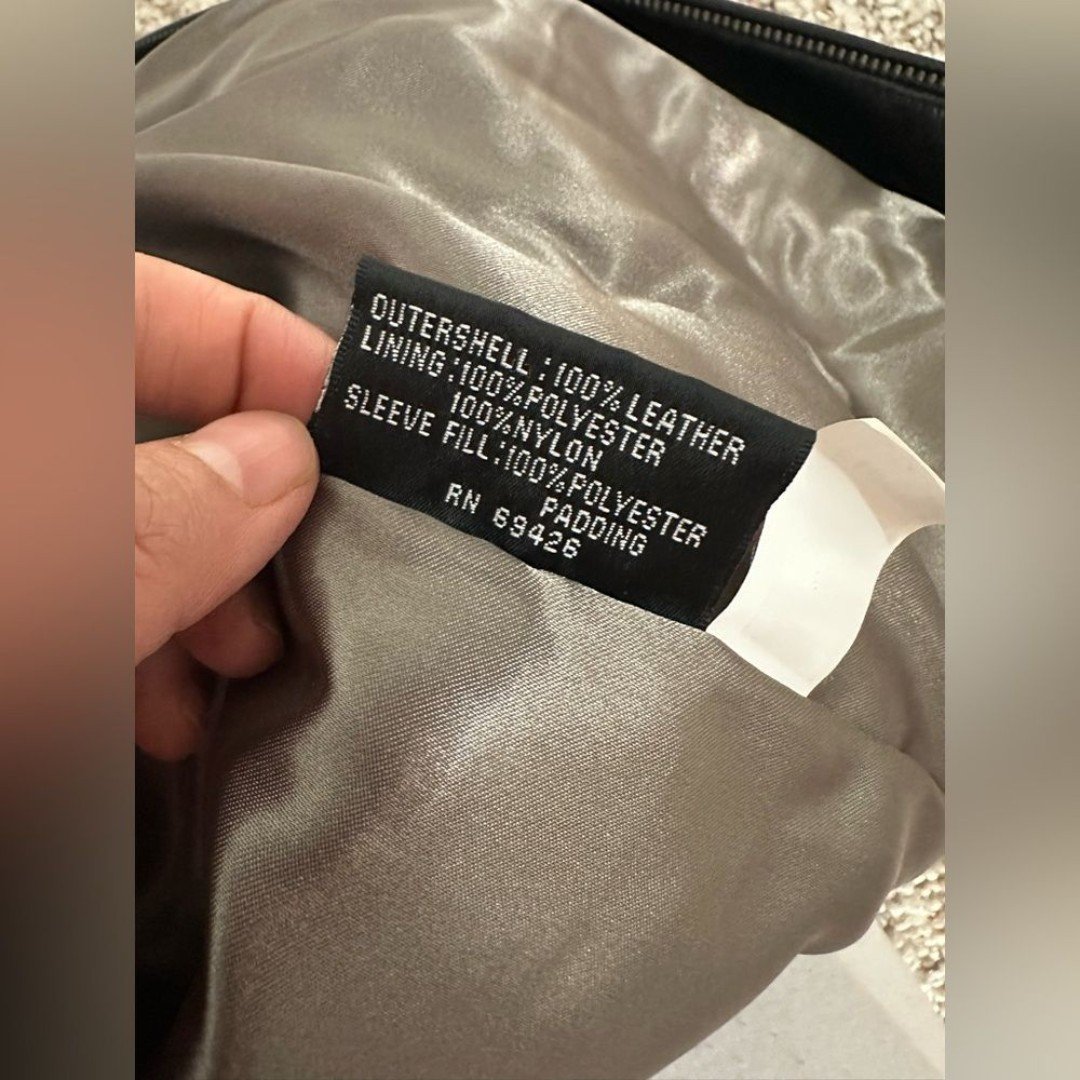 OUTERSHELL:100% LEATHER
LINING:100%POLYESTER
100%NYLON
SLEEVE FILL:100%POLYESTER
PADDING
RN 69426